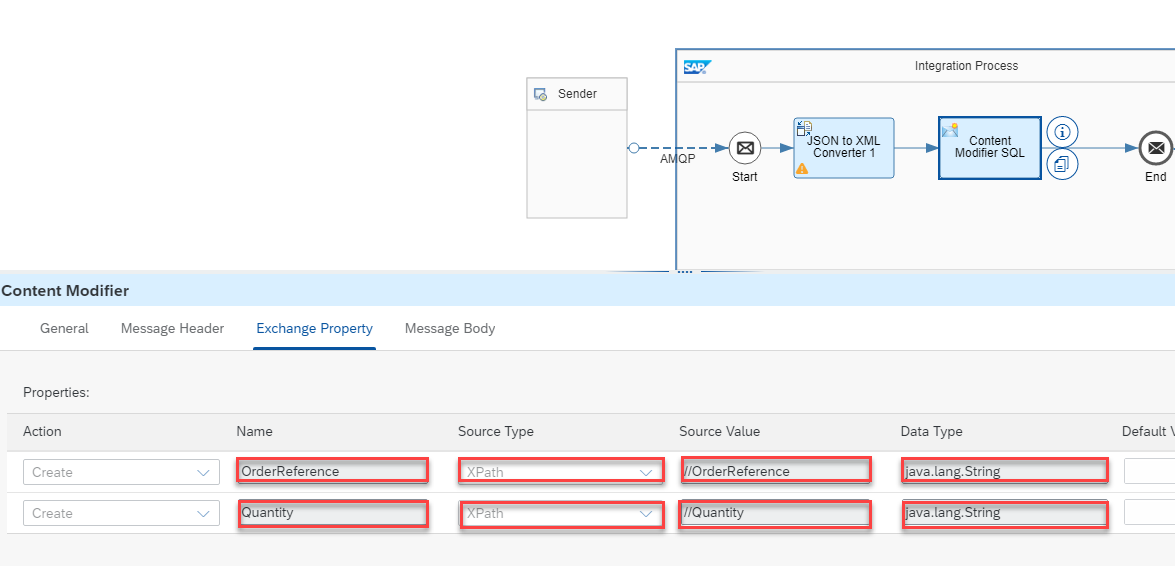 SAP
Integration Process
Sender
AMQP
Start
JSON to XML
Converter 1
Content
Modifier SQL
End
Content Modifier
General Message Header Exchange Property Message Body
Properties:
Action Name Source Type Source Value Data Type Default V
Create OrderReference XPath //OrderReference java.lang.String
Create Quantity XPath //Quantity java.lang.String